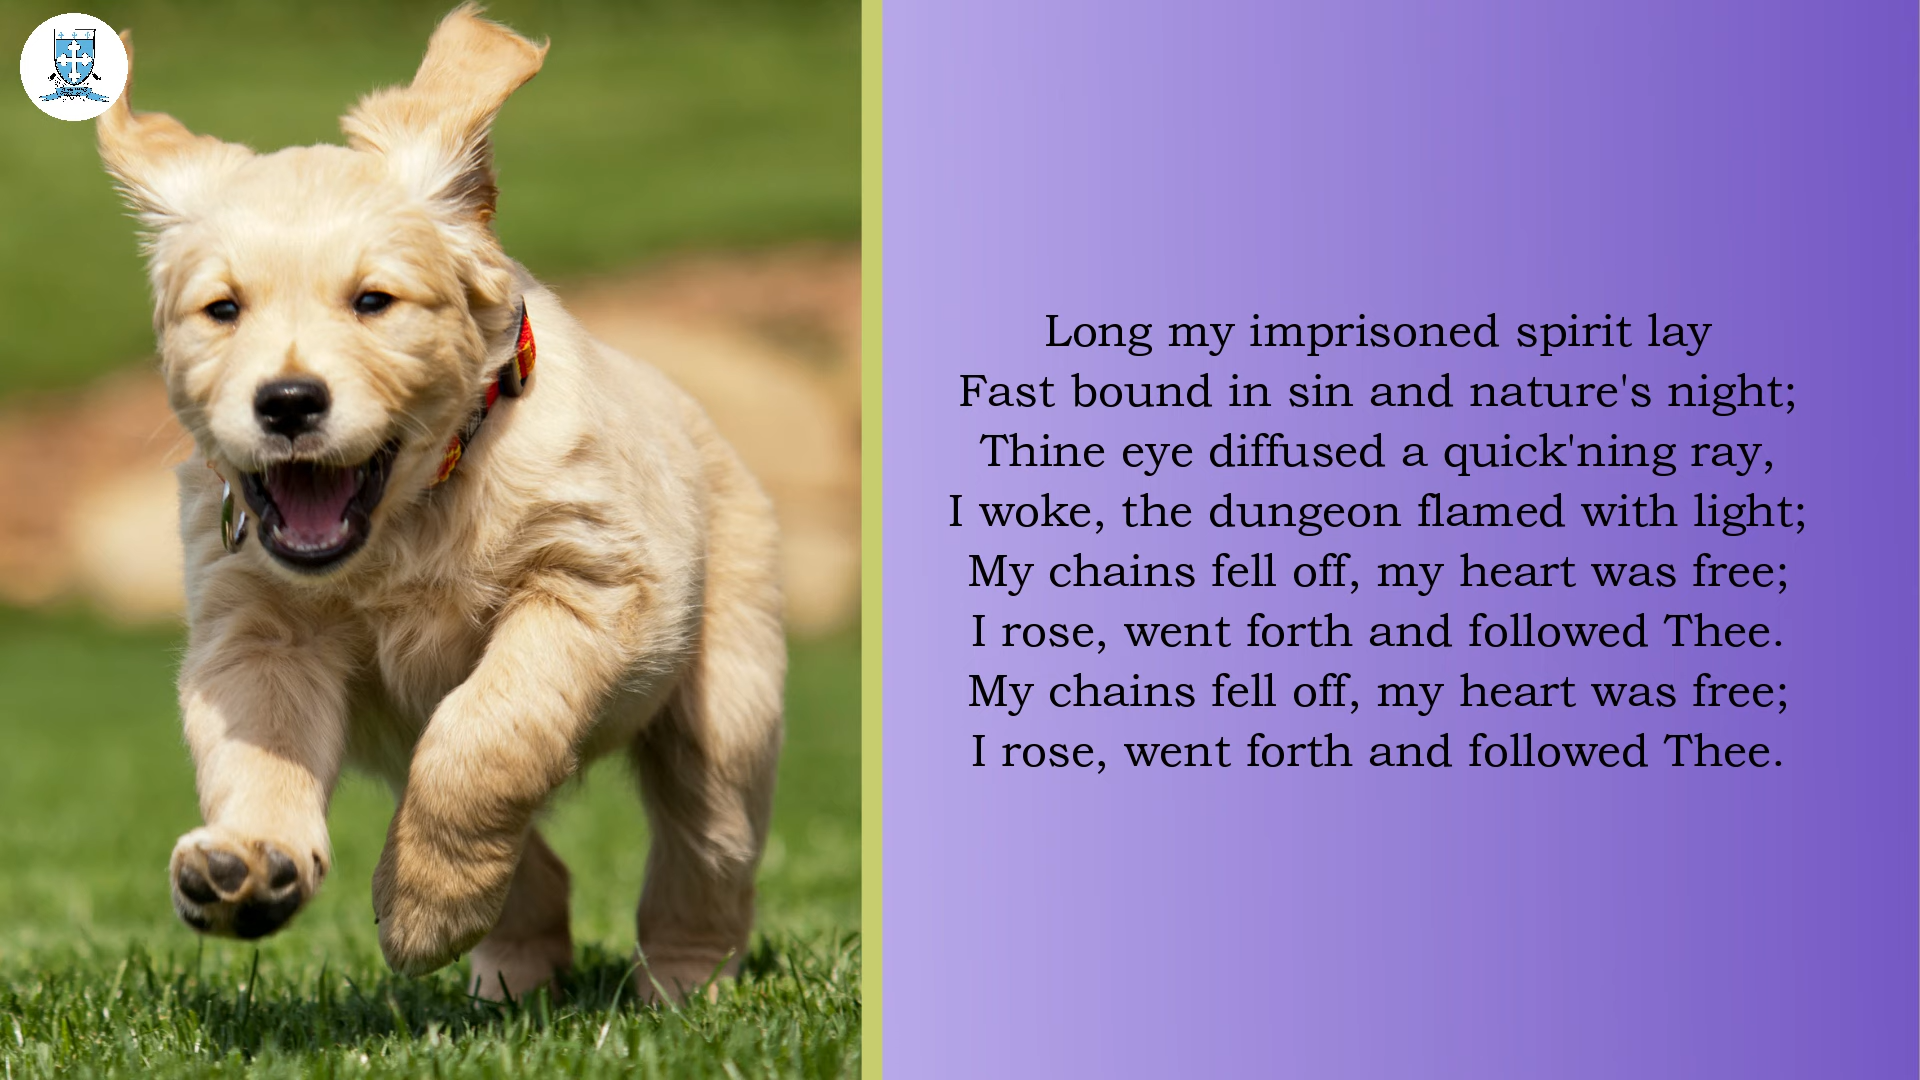 Long my imprisoned spirit lay
Fast bound in sin and nature's night;
Thine eye diffused a quick'ning ray,
I woke, the dungeon flamed with light;
My chains fell off, my heart was free;
I rose, went forth and followed Thee.
My chains fell off, my heart was free;
I rose, went forth and followed Thee.